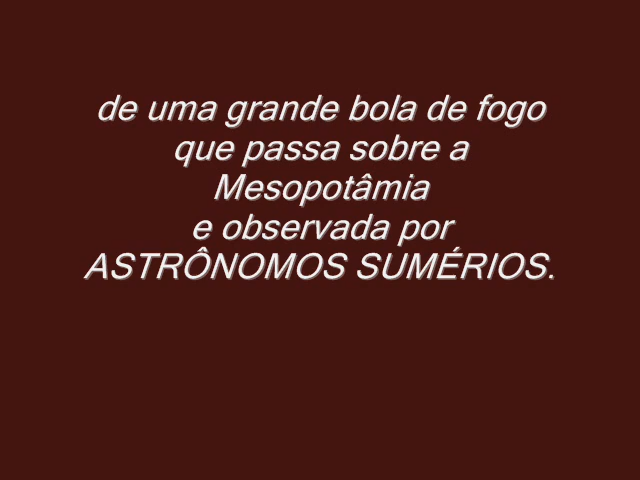 de uma grande bola de fogo
que passa sobre a
Mesopotâmia
e observada por
ASTRÔNOMOS SUMÉRIOS.